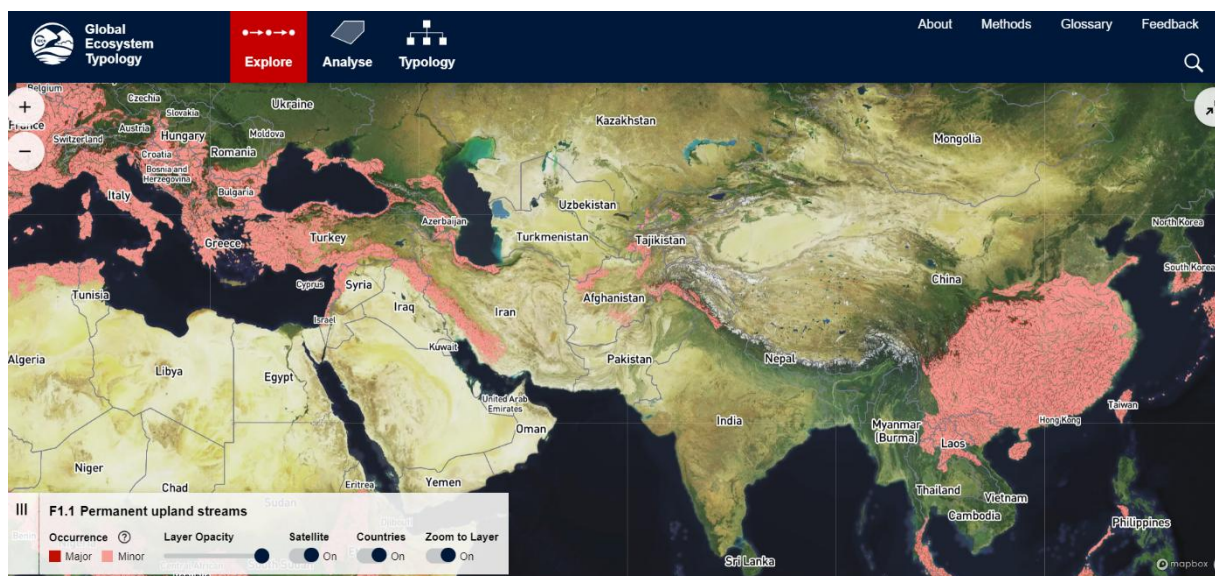 Global
Ecosystem
Typology
Explore
Analyse
Typology
About
Methods
Glossary
Feedback
+
−
Belgium
Czechia
Slovakia
Ukraine
France
Switzerland
Austria
Hungary
Moldova
Croatia
Romania
Bosnia and
Herzegovina
Italy
Bulgaria
Greece
Turkey
Azerbaijan
Kazakhstan
Mongolia
Uzbekistan
Turkmenistan
Tajikistan
North Korea
South Korea
China
Tunisia
Cyprus
Syria
Israel
Iraq
Iran
Afghanistan
Kuwait
Pakistan
Nepal
Algeria
Libya
Egypt
United Arab
Emirates
Oman
India
Myanmar
(Burma)
Laos
Hong Kong
Taiwan
Niger
Chad
Sudan
Eritrea
Yemen
Thailand
Vietnam
Cambodia
Philippines
Sri Lanka
F1.1 Permanent upland streams
Occurrence ?
Major Minor
Layer Opacity
Satellite
On
Countries
On
Zoom to Layer
On
mapbox